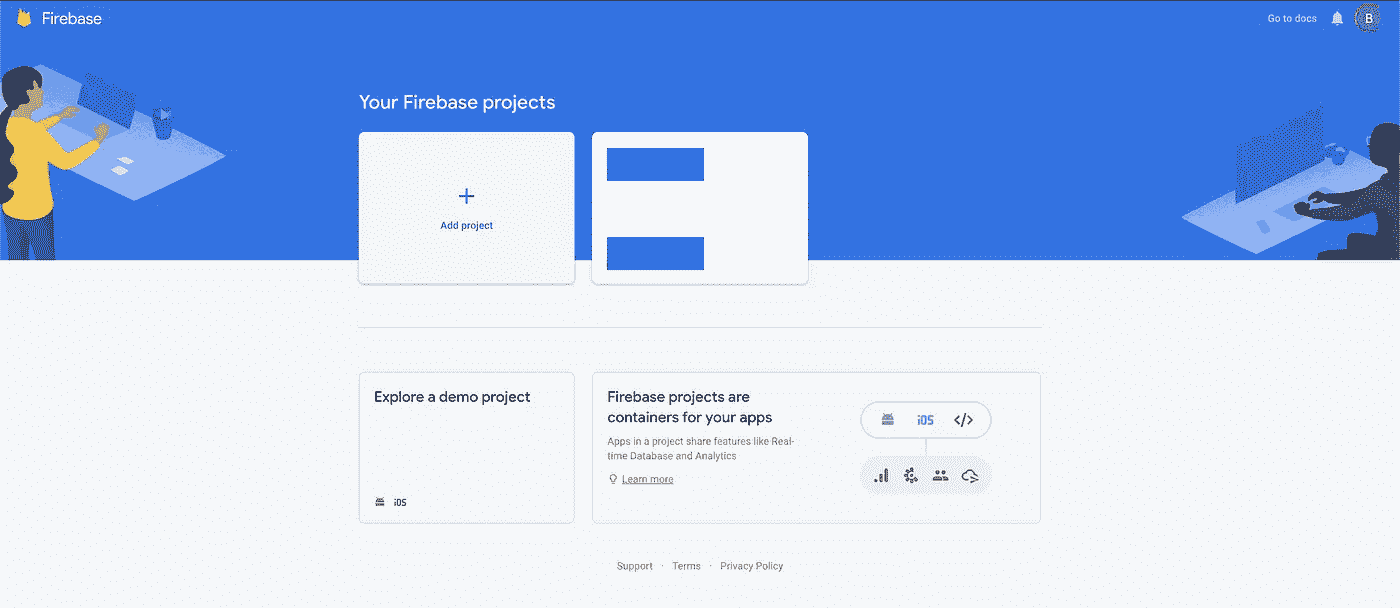 Firebase
Go to docs
B
Your Firebase projects
Add project
Explore a demo project
iOS
Firebase projects are
containers for your apps
Apps in a project share features like Real-
time Database and Analytics
Learn more
iOS
</>
Support · Terms · Privacy Policy